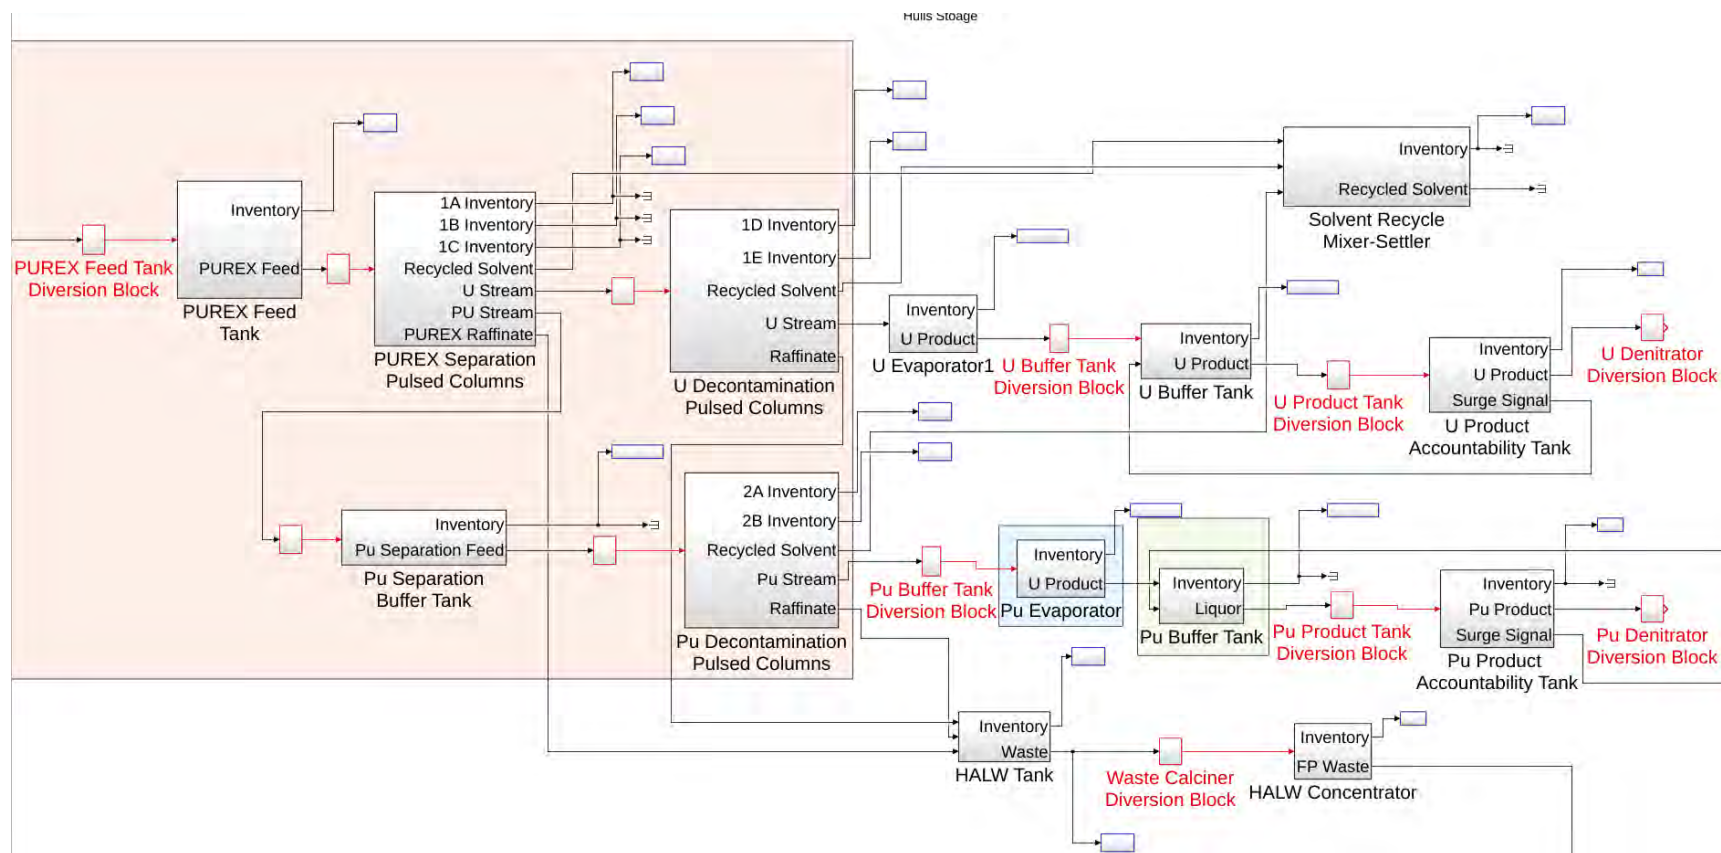 Hulls Stoage
PUREX Feed Tank
Diversion Block
Inventory
PUREX Feed
PUREX Feed
Tank
1A Inventory
1B Inventory
1C Inventory
Recycled Solvent
U Stream
PU Stream
PUREX Raffinate
PUREX Separation
Pulsed Columns
1D Inventory
1E Inventory
Recycled Solvent
U Stream
Raffinate
U Decontamination
Pulsed Columns
Inventory
Recycled Solvent
Solvent Recycle
Mixer-Settler
Inventory
U Product
U Evaporator1
U Buffer Tank
Diversion Block
Inventory
U Product
U Buffer Tank
U Product Tank
Diversion Block
Inventory
U Product
Surge Signal
U Product
Accountability Tank
U Denitrator
Diversion Block
Inventory
Pu Separation Feed
Pu Separation
Buffer Tank
2A Inventory
2B Inventory
Recycled Solvent
Pu Stream
Raffinate
Pu Decontamination
Pulsed Columns
Pu Buffer Tank
Diversion Block
Inventory
U Product
Pu Evaporator
Inventory
Liquor
Pu Buffer Tank
Pu Product Tank
Diversion Block
Inventory
Pu Product
Surge Signal
Pu Product
Accountability Tank
Pu Denitrator
Diversion Block
Inventory
Waste
HALW Tank
Waste Calciner
Diversion Block
Inventory
FP Waste
HALW Concentrator